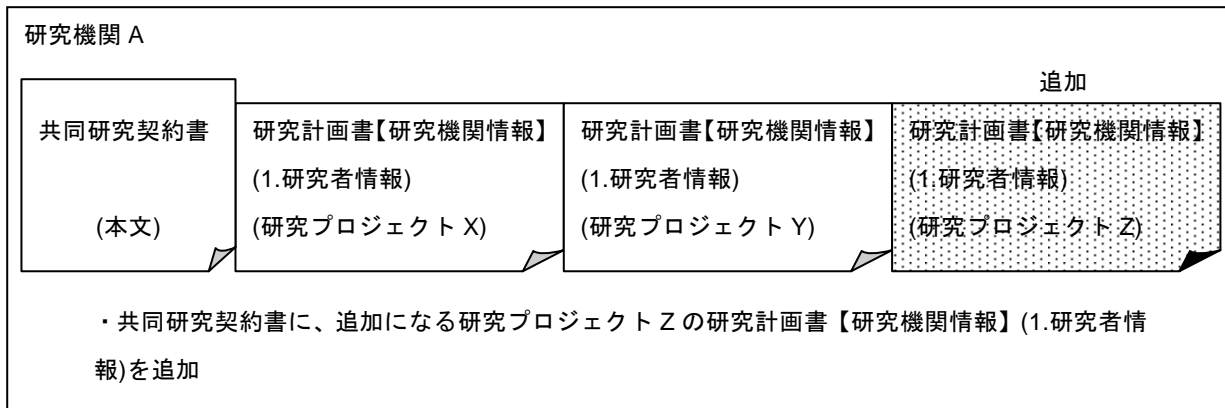 研究機関 A
追加
共同研究契約書
(本文)
研究計画書【研究機関情報】
(1.研究者情報)
(研究プロジェクト X)
研究計画書【研究機関情報】
(1.研究者情報)
(研究プロジェクト Y)
研究計画書【研究機関情報】
(1.研究者情報)
(研究プロジェクト Z)
・共同研究契約書に、追加になる研究プロジェクト Z の研究計画書【研究機関情報】(1.研究者情
報)を追加